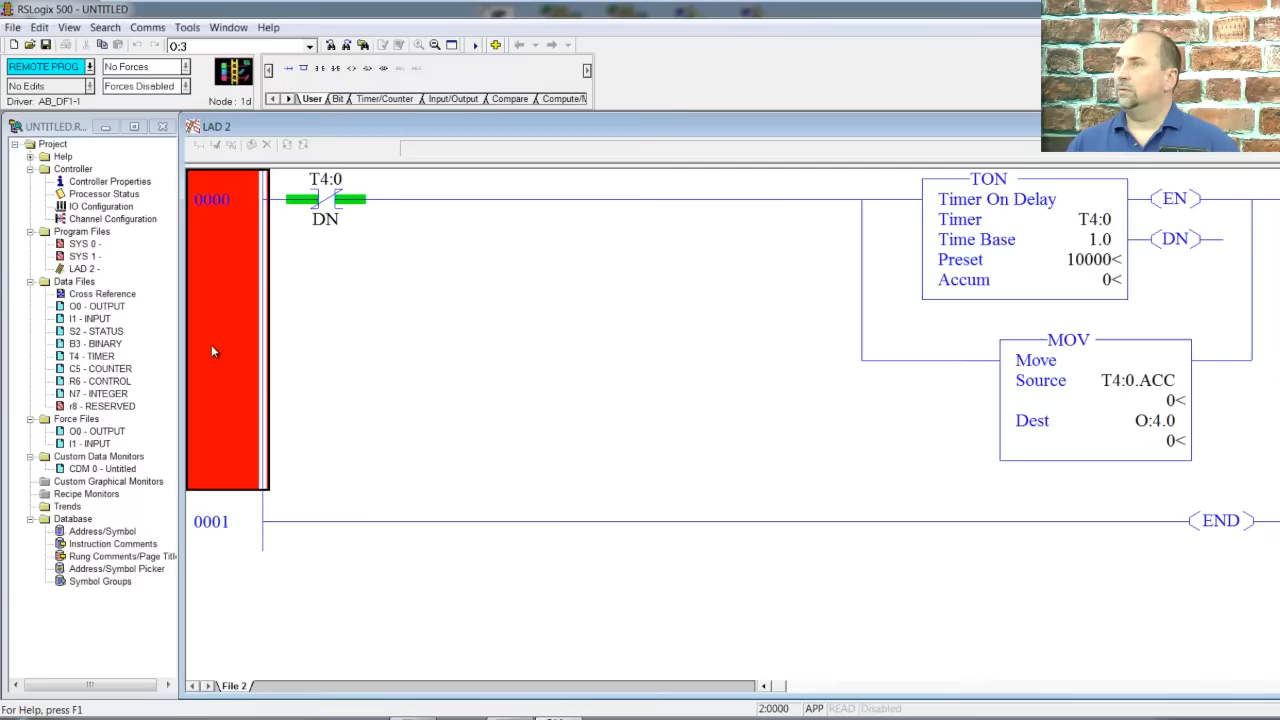 RSLogix 500 - UNTITLED
File Edit View Search Comms Tools Window Help
O:3
REMOTE PROG No Forces
No Edits Forces Disabled
Driver: AB_DF1-1 Node: 1d
User Bit Timer/Counter Input/Output Compare Compute/M
UNTITLED.R...
LAD 2
Project
Help
Controller
Controller Properties
Processor Status
IO Configuration
Channel Configuration
Program Files
SYS 0 -
SYS 1 -
LAD 2 -
Data Files
Cross Reference
O0 - OUTPUT
I1 - INPUT
S2 - STATUS
B3 - BINARY
T4 - TIMER
C5 - COUNTER
R6 - CONTROL
N7 - INTEGER
r8 - RESERVED
Force Files
O0 - OUTPUT
I1 - INPUT
Custom Data Monitors
CDM 0 - Untitled
Custom Graphical Monitors
Recipe Monitors
Trends
Database
Address/Symbol
Instruction Comments
Rung Comments/Page Titl
Address/Symbol Picker
Symbol Groups
0000
T4:0
DN
TON
Timer On Delay
Timer T4:0
Time Base 1.0
Preset 10000<
Accum 0<
EN
DN
MOV
Move
Source T4:0.ACC
0<
Dest O:4.0
0<
0001
END
File 2
For Help, press F1
2:0000 APP READ Disabled